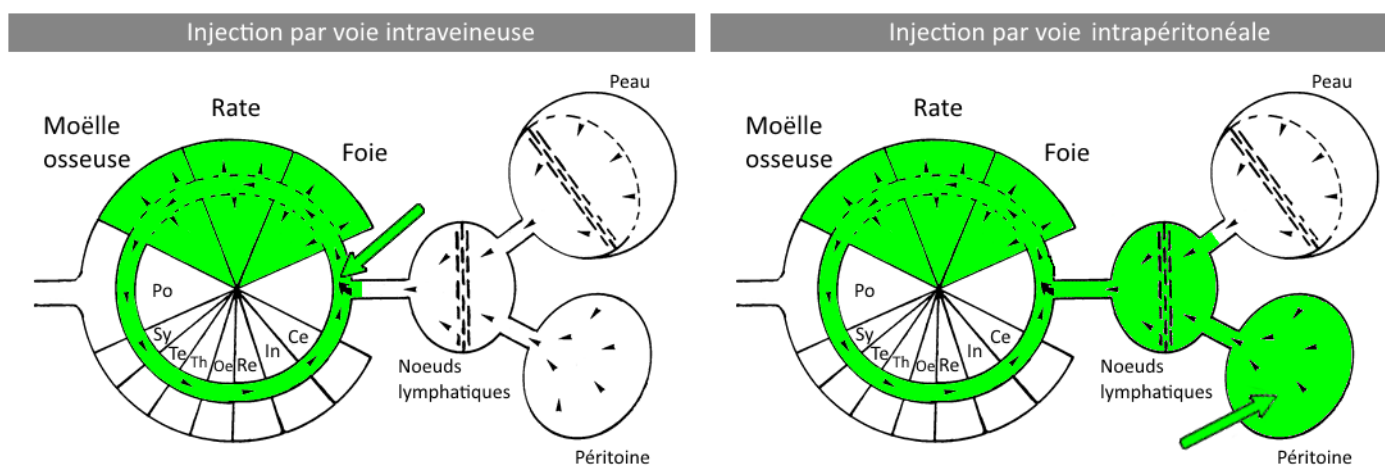 Injection par voie intraveineuse
Peau
Rate
Moëlle
osseuse
Foie
Po
Sy
Te
Th
Oe
Re
In
Ce
Noeuds
lymphatiques
Péritoine
Injection par voie intrapéritonéale
Peau
Rate
Moëlle
osseuse
Foie
Po
Sy
Te
Th
Oe
Re
In
Ce
Noeuds
lymphatiques
Péritoine